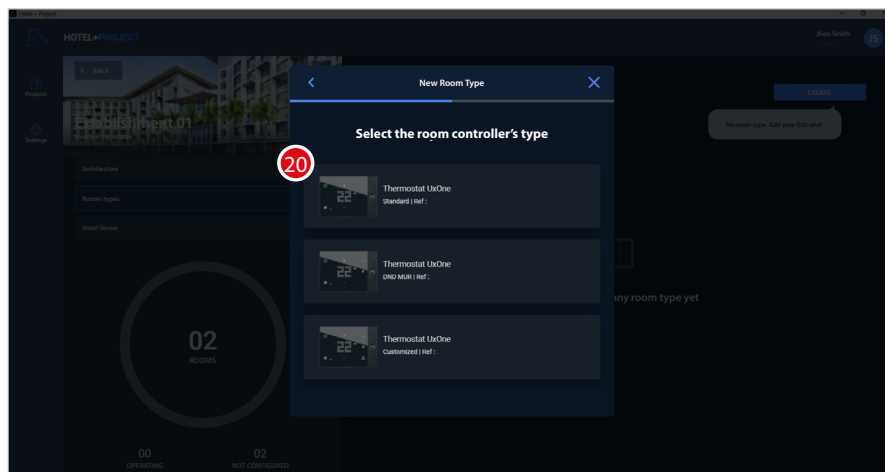 Hotel + Project
HOTEL+PROJECT
Jhon Smith
JS
BACK
Projects
Settings
Establishment 01
Architecture
Rooms types
Hotel Server
02
ROOMS
00
OPERATING
02
NOT CONFIGURED
New Room Type
Select the room controller's type
20
Thermostat UxOne
Standard | Ref :
Thermostat UxOne
DND MUR | Ref :
Thermostat UxOne
Customized | Ref :
CREATE
No room type. Add your first one!
ny room type yet